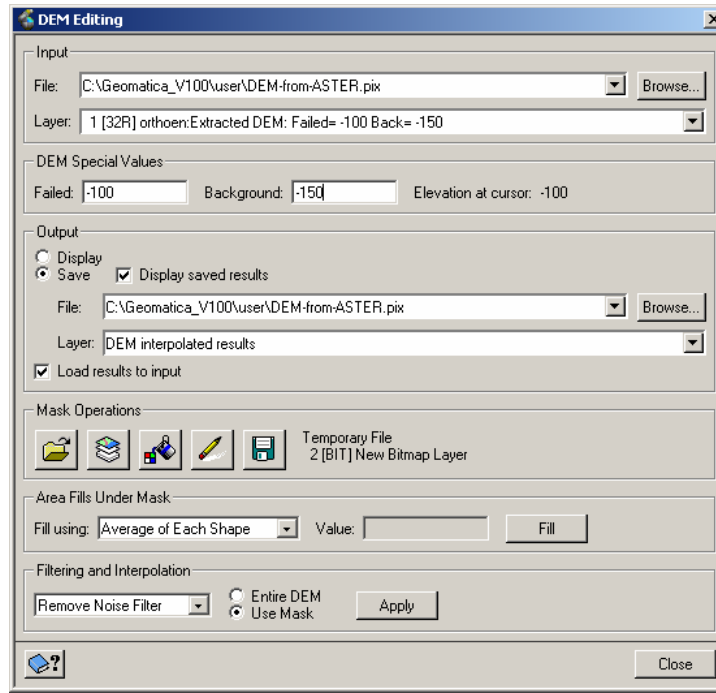 DEM Editing
Input
File: C:\Geomatica_V100\user\DEM-from-ASTER.pix Browse...
Layer: 1 [32R] orthoen:Extracted DEM: Failed= -100 Back= -150
DEM Special Values
Failed: -100 Background: -150 Elevation at cursor: -100
Output
Display
Save Display saved results
File: C:\Geomatica_V100\user\DEM-from-ASTER.pix Browse...
Layer: DEM interpolated results
Load results to input
Mask Operations
Temporary File
2 [BIT] New Bitmap Layer
Area Fills Under Mask
Fill using: Average of Each Shape Value: Fill
Filtering and Interpolation
Remove Noise Filter Entire DEM
Use Mask Apply
? Close